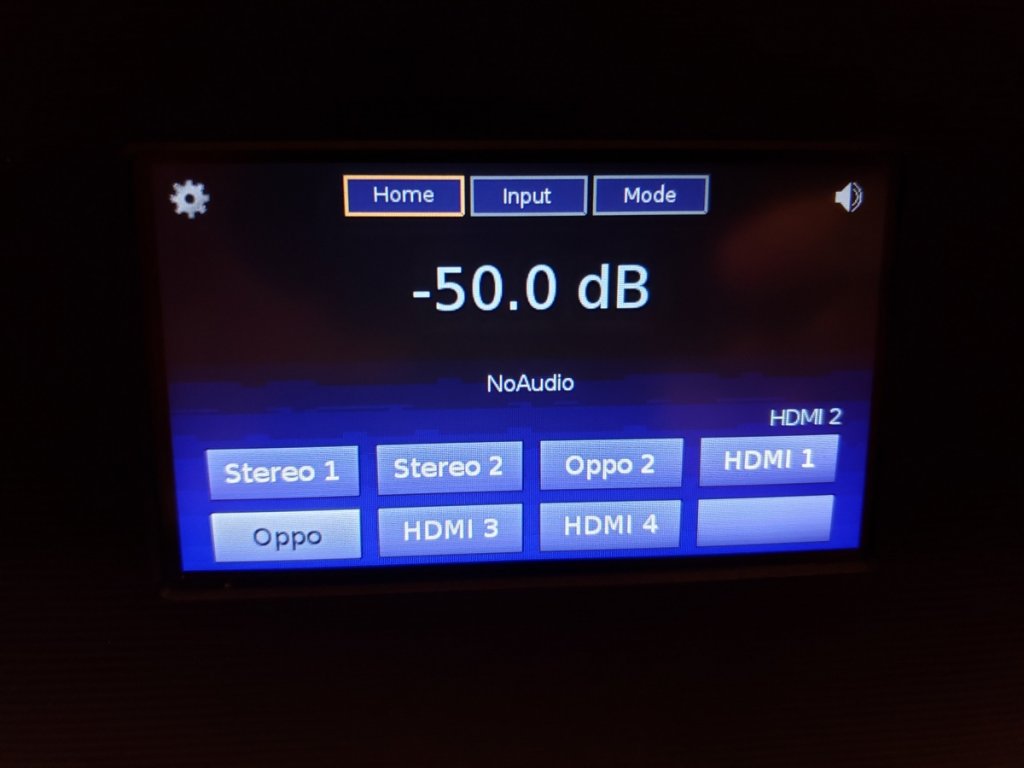 Home Input Mode
-50.0 dB
NoAudio
HDMI 2
Stereo 1 Stereo 2 Oppo 2 HDMI 1
Oppo HDMI 3 HDMI 4